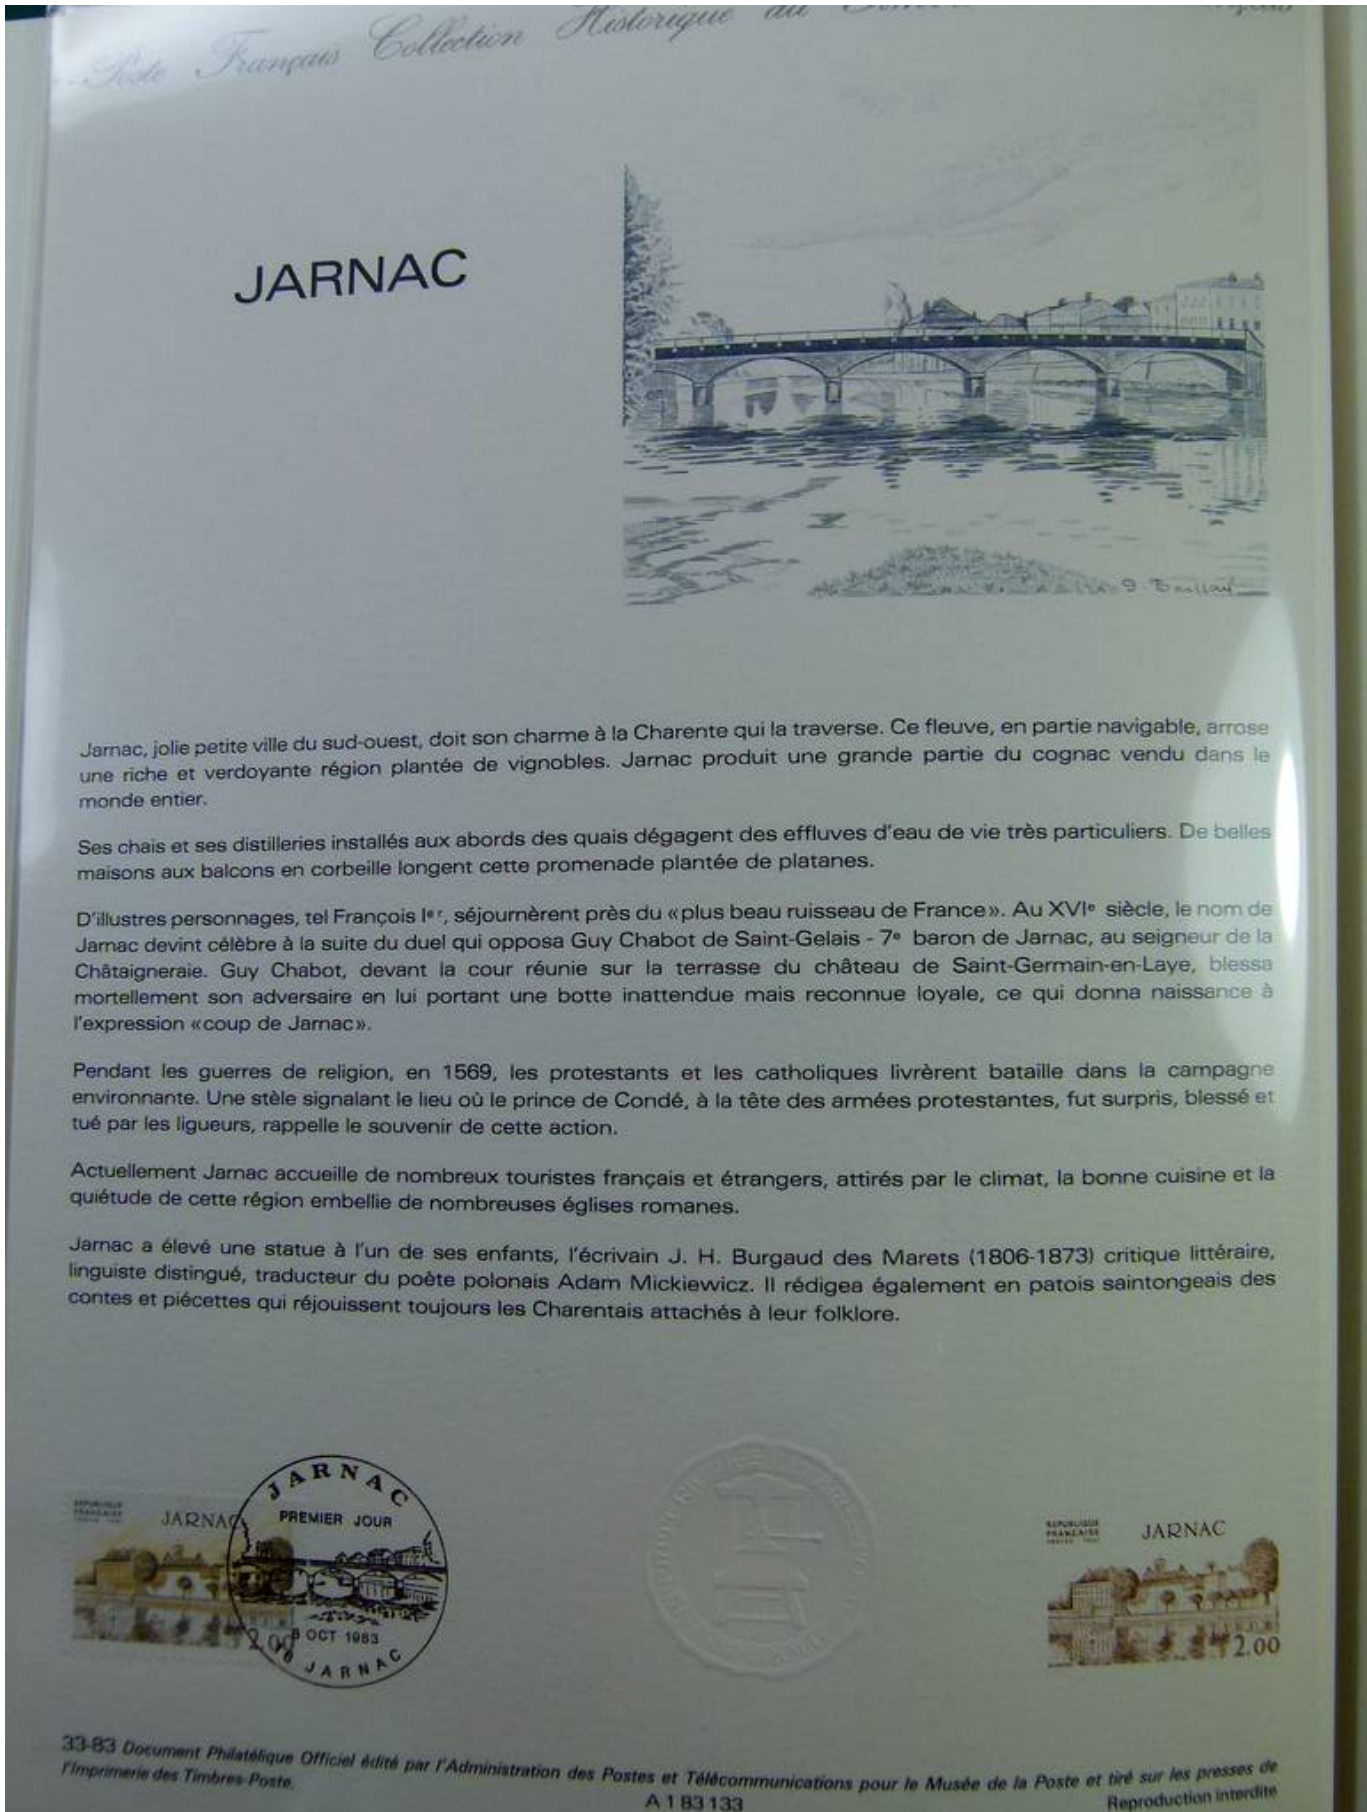 Poste Français Collection Historique du
JARNAC
Jarnac, jolie petite ville du sud-ouest, doit son charme à la Charente qui la traverse. Ce fleuve, en partie navigable, arrose
une riche et verdoyante région plantée de vignobles. Jarnac produit une grande partie du cognac vendu dans le
monde entier.
Ses chais et ses distilleries installés aux abords des quais dégagent des effluves d'eau de vie très particuliers. De belles
maisons aux balcons en corbeille longent cette promenade plantée de platanes.
D'illustres personnages, tel François Ier, séjournèrent près du «plus beau ruisseau de France». Au XVIe siècle, le nom de
Jarnac devint célèbre à la suite du duel qui opposa Guy Chabot de Saint-Gelais - 7e baron de Jarnac, au seigneur de la
Châtaigneraie. Guy Chabot, devant la cour réunie sur la terrasse du château de Saint-Germain-en-Laye, blessa
mortellement son adversaire en lui portant une botte inattendue mais reconnue loyale, ce qui donna naissance à
l'expression «coup de Jarnac».
Pendant les guerres de religion, en 1569, les protestants et les catholiques livrèrent bataille dans la campagne
environnante. Une stèle signalant le lieu où le prince de Condé, à la tête des armées protestantes, fut surpris, blessé et
tué par les ligueurs, rappelle le souvenir de cette action.
Actuellement Jarnac accueille de nombreux touristes français et étrangers, attirés par le climat, la bonne cuisine et la
quiétude de cette région embellie de nombreuses églises romanes.
Jarnac a élevé une statue à l'un de ses enfants, l'écrivain J. H. Burgaud des Marets (1806-1873) critique littéraire,
linguiste distingué, traducteur du poète polonais Adam Mickiewicz. Il rédigea également en patois saintongeais des
contes et piécettes qui réjouissent toujours les Charentais attachés à leur folklore.
REPUBLIQUE
FRANÇAISE
JARNAC
2.00
JARNAC
PREMIER JOUR
8 OCT 1983
JARNAC
REPUBLIQUE
FRANÇAISE
JARNAC
2.00
33-83 Document Philatélique Officiel édité par l'Administration des Postes et Télécommunications pour le Musée de la Poste et tiré sur les presses de
l'Imprimerie des Timbres-Poste.
A 1 83 133
Reproduction interdite